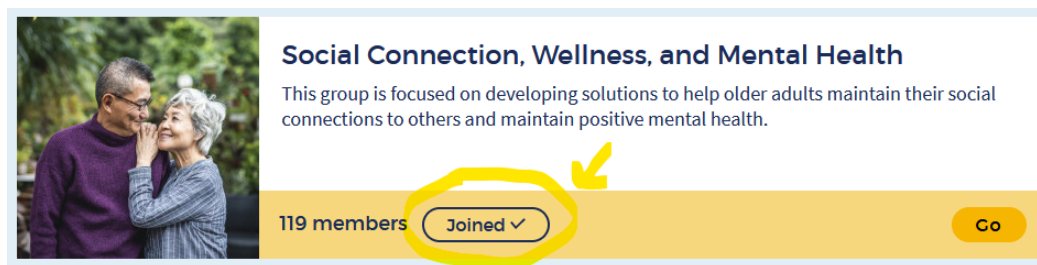 Social Connection, Wellness, and Mental Health
This group is focused on developing solutions to help older adults maintain their social
connections to others and maintain positive mental health.
119 members Joined ✓ Go